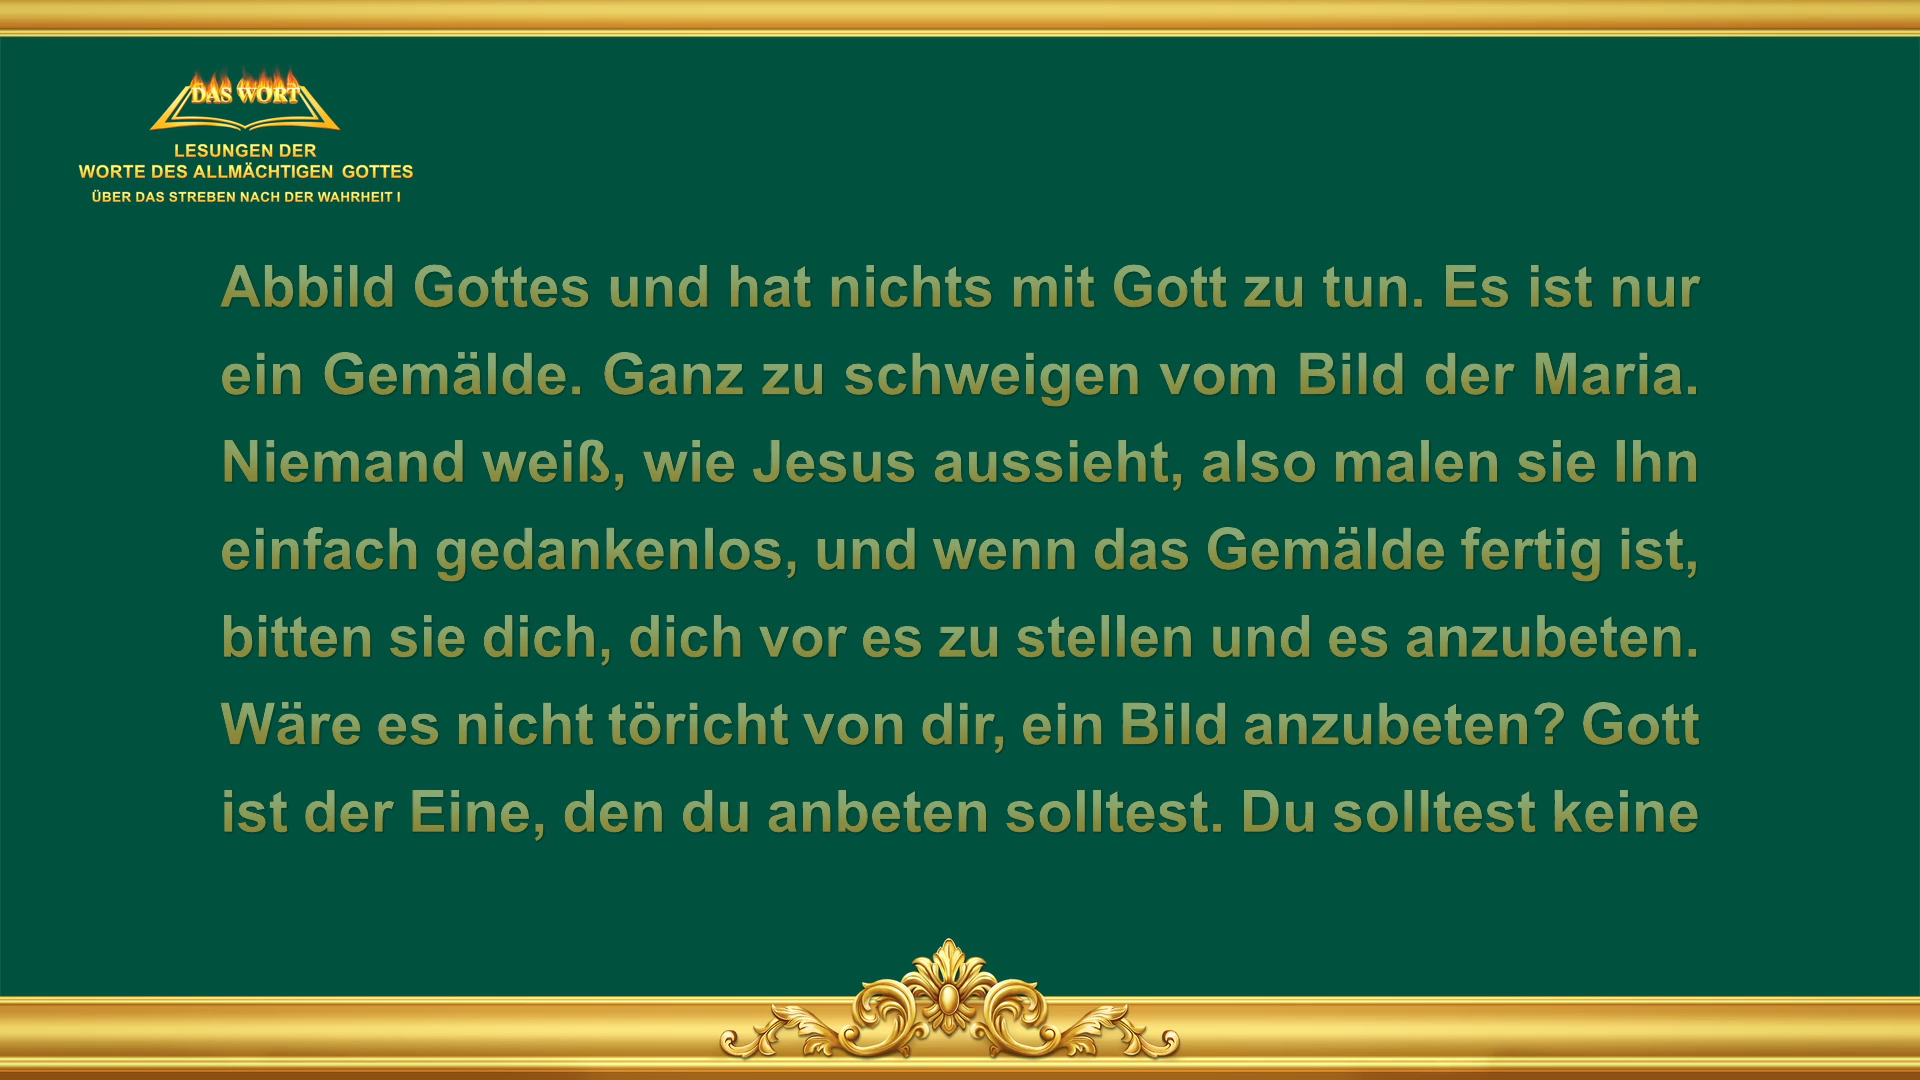 DAS WORT
LESUNGEN DER
WORTE DES ALLMÄCHTIGEN GOTTES
ÜBER DAS STREBEN NACH DER WAHRHEIT I
Abbild Gottes und hat nichts mit Gott zu tun. Es ist nur
ein Gemälde. Ganz zu schweigen vom Bild der Maria.
Niemand weiß, wie Jesus aussieht, also malen sie Ihn
einfach gedankenlos, und wenn das Gemälde fertig ist,
bitten sie dich, dich vor es zu stellen und es anzubeten.
Wäre es nicht töricht von dir, ein Bild anzubeten? Gott
ist der Eine, den du anbeten solltest. Du solltest keine